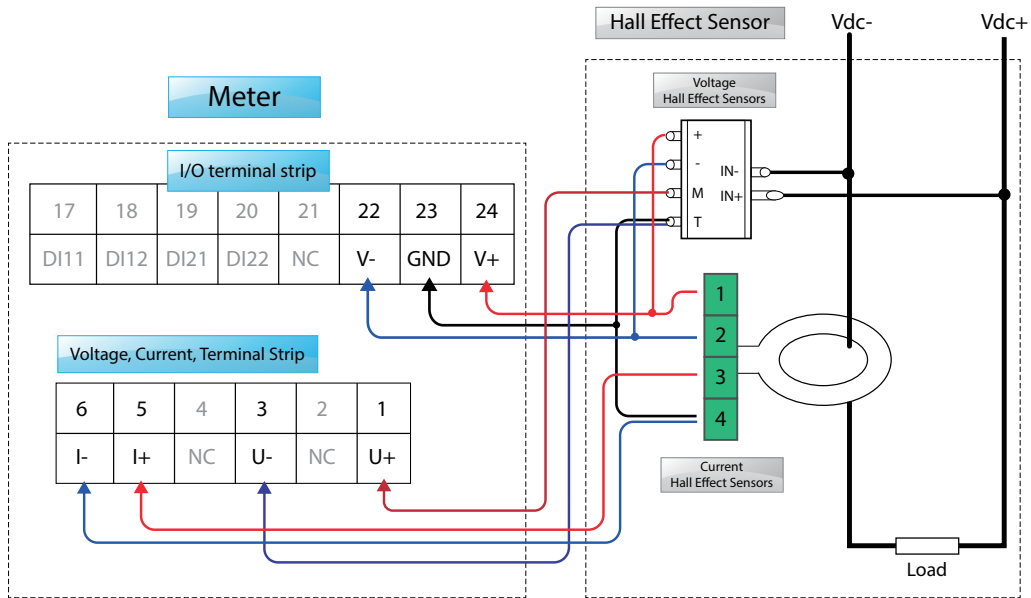 Hall Effect Sensor
Vdc-
Vdc+
Meter
Voltage
Hall Effect Sensors
I/O terminal strip
17 18 19 20 21 22 23 24
DI11 DI12 DI21 DI22 NC V- GND V+
+
-
M
T
IN-
IN+
1
2
3
4
Voltage, Current, Terminal Strip
6 5 4 3 2 1
I- I+ NC U- NC U+
Current
Hall Effect Sensors
Load